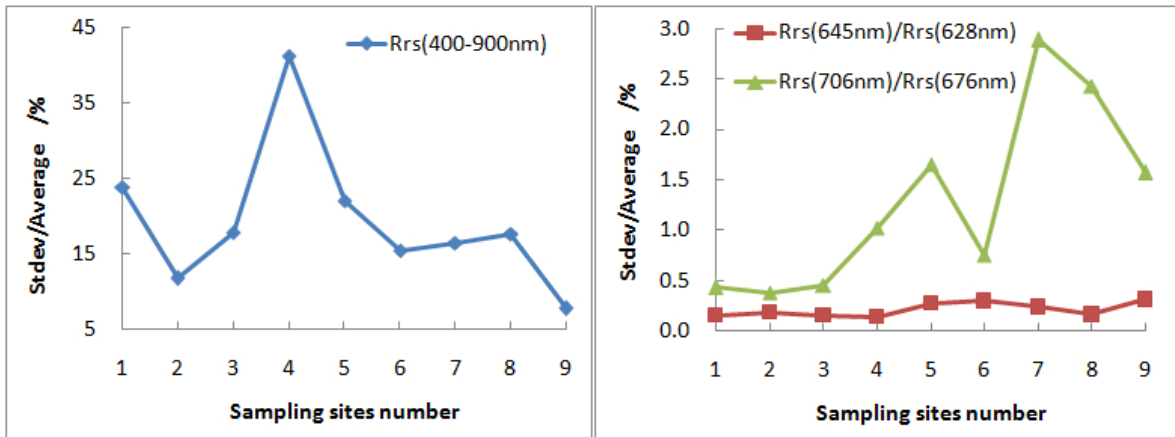 45
35
25
15
5
Stdev/Average /%
Rrs(400-900nm)
1 2 3 4 5 6 7 8 9
Sampling sites number
3.0
2.5
2.0
1.5
1.0
0.5
0.0
Stdev/Average /%
Rrs(645nm)/Rrs(628nm)
Rrs(706nm)/Rrs(676nm)
1 2 3 4 5 6 7 8 9
Sampling sites number